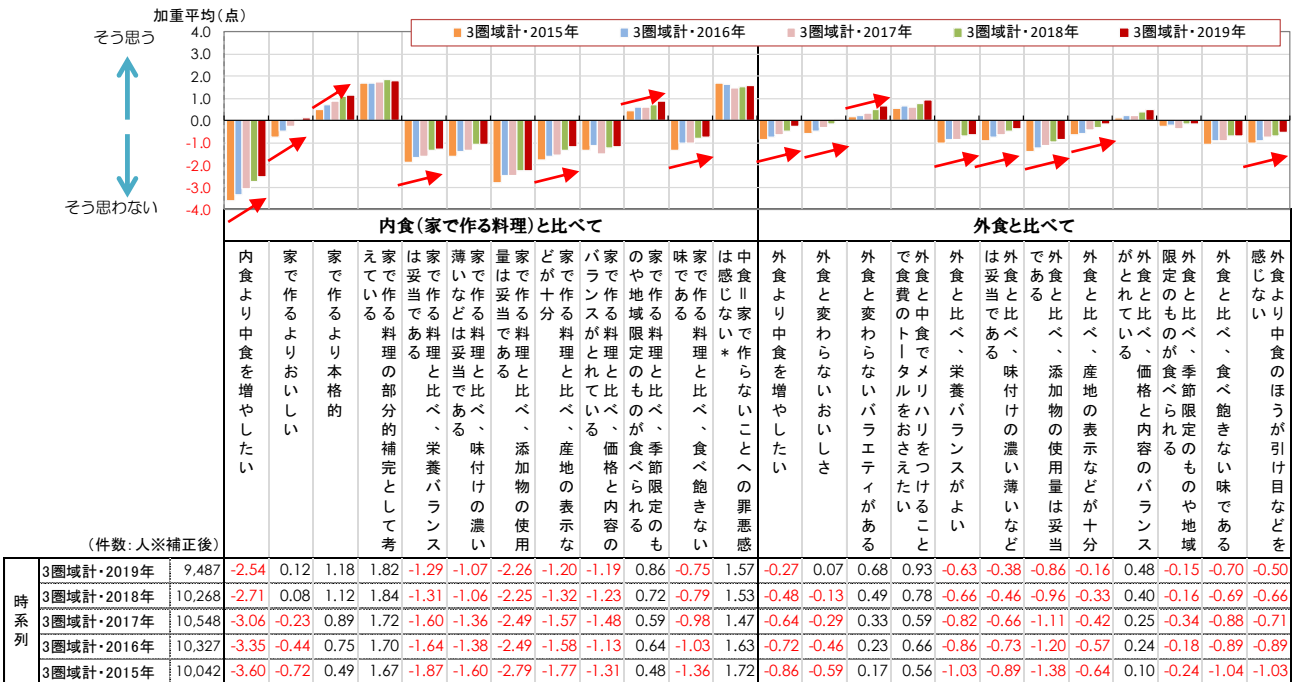 加重平均(点)
そう思う
そう思わない
4.0
3.0
2.0
1.0
0.0
-1.0
-2.0
-3.0
-4.0
3圏域計・2015年 3圏域計・2016年 3圏域計・2017年 3圏域計・2018年 3圏域計・2019年
内食(家で作る料理)と比べて
外食と比べて
内食より中食を増やしたい
家で作るよりおいしい
家で作るより本格的
家で作る料理の部分的補完として考
えている
家で作る料理と比べ、栄養バランス
は妥当である
家で作る料理と比べ、味付けの濃い
薄いなどは妥当である
家で作る料理と比べ、添加物の使用
量は妥当である
家で作る料理と比べ、産地の表示な
どが十分
家で作る料理と比べ、価格と内容の
バランスがとれている
家で作る料理と比べ、季節限定のも
のや地域限定のものが食べられる
家で作る料理と比べ、食べ飽きない
味である
中食=家で作らないことへの罪悪感
は感じない*
外食より中食を増やしたい
外食と変わらないおいしさ
外食と変わらないバラエティがある
外食と中食でメリハリをつけること
で食費のトータルをおさえたい
外食と比べ、栄養バランスがよい
外食と比べ、味付けの濃い薄いなど
は妥当である
外食と比べ、添加物の使用量は妥当
である
外食と比べ、産地の表示などが十分
外食と比べ、価格と内容のバランス
がとれている
外食と比べ、季節限定のものや地域
限定のものが食べられる
外食と比べ、食べ飽きない味である
外食より中食のほうが引け目などを
感じない
(件数:人※補正後)
時系列
3圏域計・2019年 9,487 -2.54 0.12 1.18 1.82 -1.29 -1.07 -2.26 -1.20 -1.19 0.86 -0.75 1.57 -0.27 0.07 0.68 0.93 -0.63 -0.38 -0.86 -0.16 0.48 -0.15 -0.70 -0.50
3圏域計・2018年 10,268 -2.71 0.08 1.12 1.84 -1.31 -1.06 -2.25 -1.32 -1.23 0.72 -0.79 1.53 -0.48 -0.13 0.49 0.78 -0.66 -0.46 -0.96 -0.33 0.40 -0.16 -0.69 -0.66
3圏域計・2017年 10,548 -3.06 -0.23 0.89 1.72 -1.60 -1.36 -2.49 -1.57 -1.48 0.59 -0.98 1.47 -0.64 -0.29 0.33 0.59 -0.82 -0.66 -1.11 -0.42 0.25 -0.34 -0.88 -0.71
3圏域計・2016年 10,327 -3.35 -0.44 0.75 1.70 -1.64 -1.38 -2.49 -1.58 -1.13 0.64 -1.03 1.63 -0.72 -0.46 0.23 0.66 -0.86 -0.73 -1.20 -0.57 0.24 -0.18 -0.89 -0.89
3圏域計・2015年 10,042 -3.60 -0.72 0.49 1.67 -1.87 -1.60 -2.79 -1.77 -1.31 0.48 -1.36 1.72 -0.86 -0.59 0.17 0.56 -1.03 -0.89 -1.38 -0.64 0.10 -0.24 -1.04 -1.03